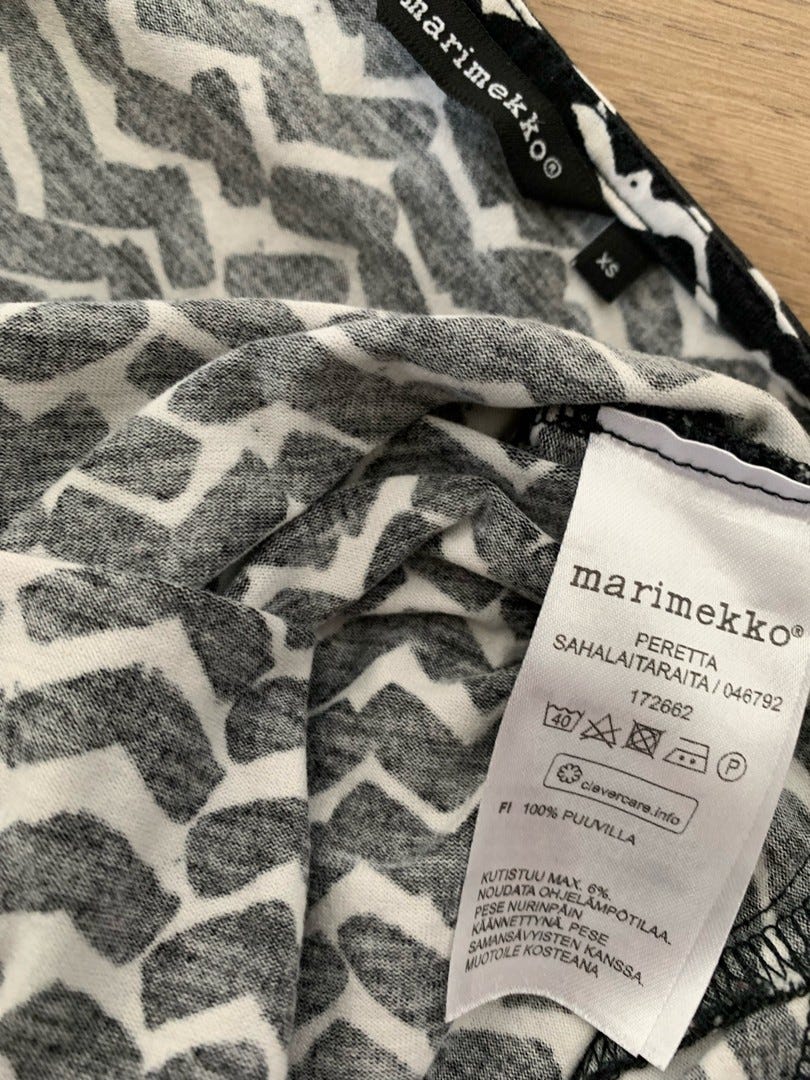 marimekko®
XS
marimekko®
PERETTA
SAHALAITARAITA / 046792
172662
40 P
clevercare.info
FI 100% PUUVILLA
KUTISTUU MAX. 6%.
NOUDATA OHJELÄMPÖTILAA.
PESE NURINPÄIN
KÄÄNNETTYNÄ. PESE
SAMANSÄVYISTEN KANSSA.
MUOTOILE KOSTEANA